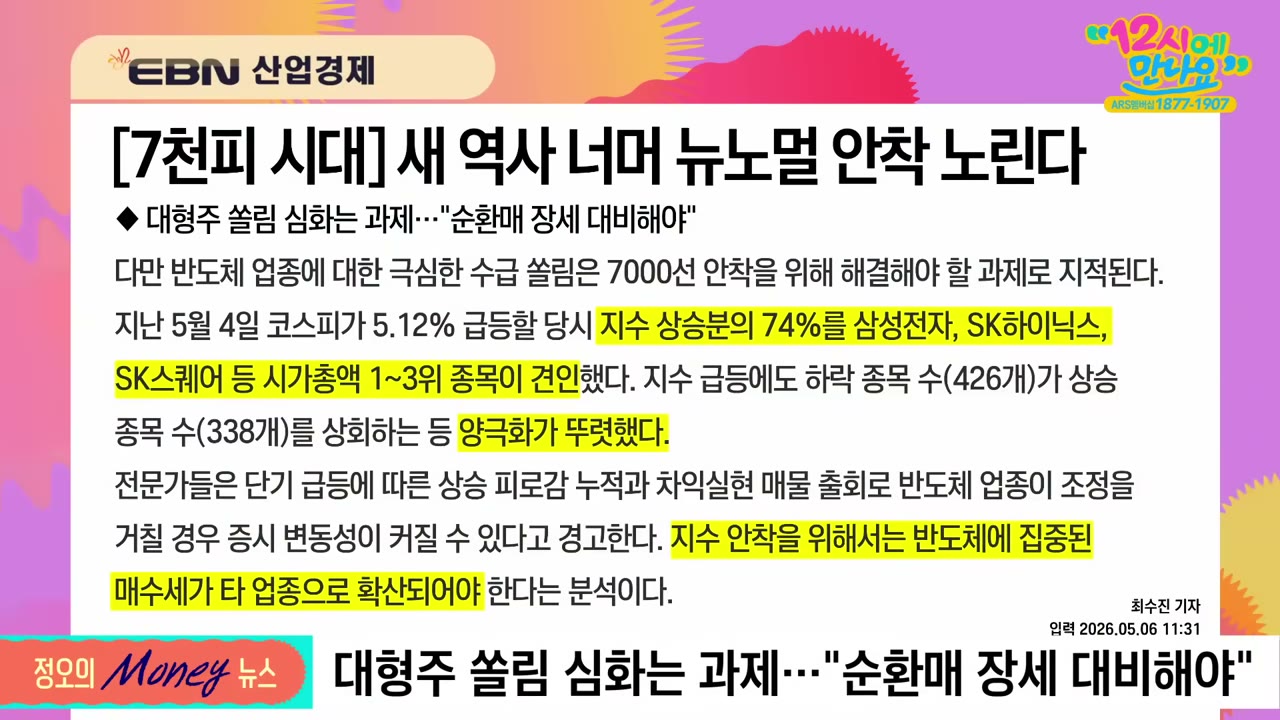 EBN 산업경제
"12시에 만나요"
ARS멤버십 1877-1907
[7천피 시대] 새 역사 너머 뉴노멀 안착 노린다
◆ 대형주 쏠림 심화는 과제…"순환매 장세 대비해야"
다만 반도체 업종에 대한 극심한 수급 쏠림은 7000선 안착을 위해 해결해야 할 과제로 지적된다.
지난 5월 4일 코스피가 5.12% 급등할 당시 지수 상승분의 74%를 삼성전자, SK하이닉스,
SK스퀘어 등 시가총액 1~3위 종목이 견인했다. 지수 급등에도 하락 종목 수(426개)가 상승
종목 수(338개)를 상회하는 등 양극화가 뚜렷했다.
전문가들은 단기 급등에 따른 상승 피로감 누적과 차익실현 매물 출회로 반도체 업종이 조정을
거칠 경우 증시 변동성이 커질 수 있다고 경고한다. 지수 안착을 위해서는 반도체에 집중된
매수세가 타 업종으로 확산되어야 한다는 분석이다.
최수진 기자
입력 2026.05.06 11:31
정오의 Money 뉴스
대형주 쏠림 심화는 과제…"순환매 장세 대비해야"